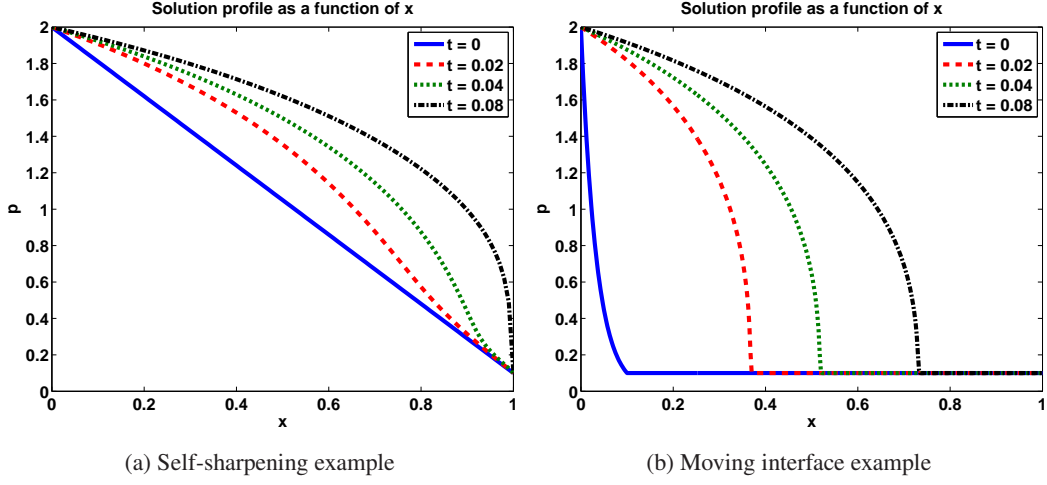 Solution profile as a function of x
2
1.8
1.6
1.4
1.2
1
0.8
0.6
0.4
0.2
0
p
t = 0
t = 0.02
t = 0.04
t = 0.08
0
0.2
0.4
0.6
0.8
1
x
(a) Self-sharpening example
Solution profile as a function of x
2
1.8
1.6
1.4
1.2
1
0.8
0.6
0.4
0.2
0
p
t = 0
t = 0.02
t = 0.04
t = 0.08
0
0.2
0.4
0.6
0.8
1
x
(b) Moving interface example